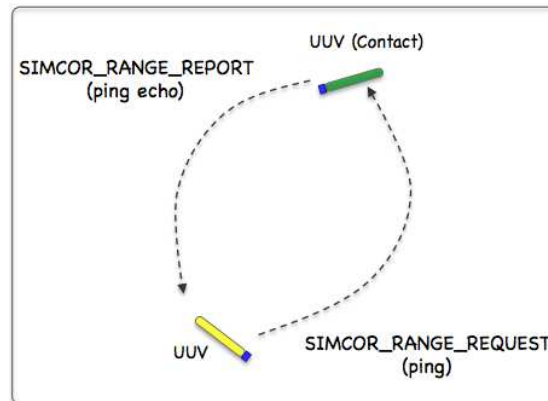 UUV (Contact)
SIMCOR_RANGE_REPORT
(ping echo)
UUV
SIMCOR_RANGE_REQUEST
(ping)